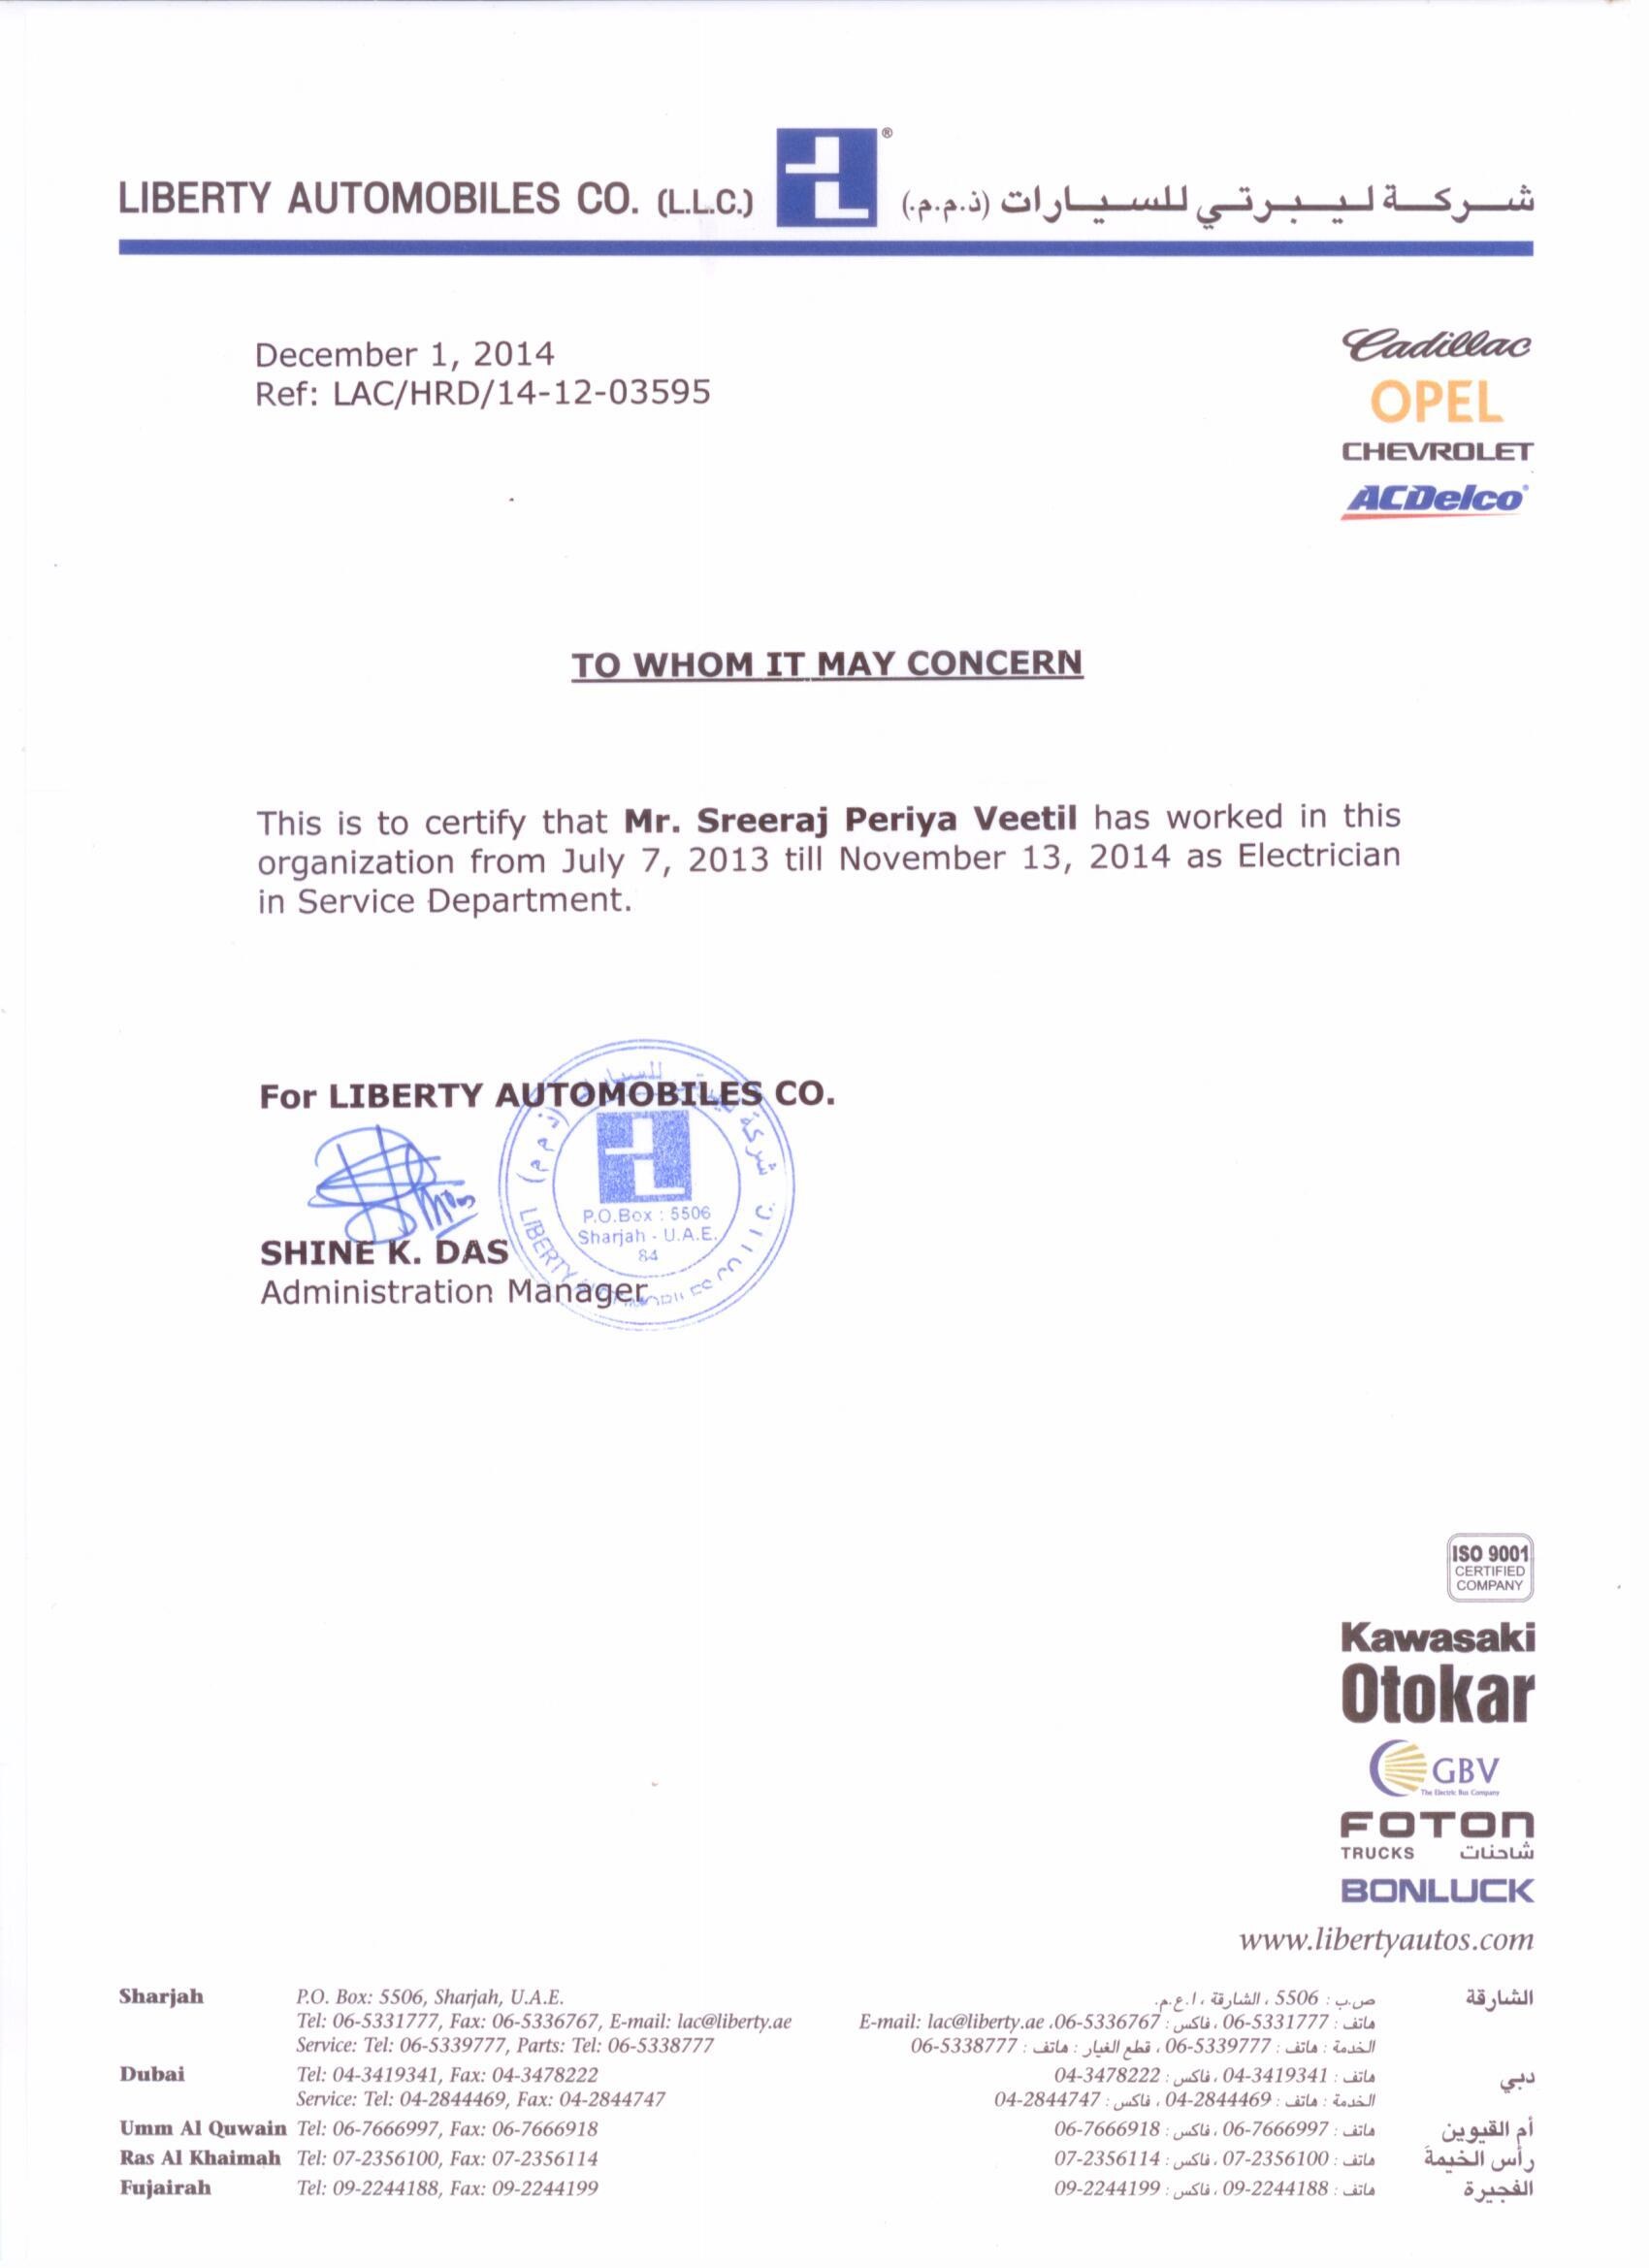 LIBERTY AUTOMOBILES CO. (L.L.C.)
®
شركة ليبرتي للسيارات (ذ.م.م.)
December 1, 2014
Ref: LAC/HRD/14-12-03595
Cadillac
OPEL
CHEVROLET
ACDelco
TO WHOM IT MAY CONCERN
This is to certify that Mr. Sreeraj Periya Veetil has worked in this
organization from July 7, 2013 till November 13, 2014 as Electrician
in Service Department.
For LIBERTY AUTOMOBILES CO.
P.O.Box : 5506
Sharjah - U.A.E.
84
SHINE K. DAS
Administration Manager
ISO 9001
CERTIFIED
COMPANY
Kawasaki
Otokar
GBV
The Electric Bus Company
FOTON
TRUCKS شاحنات
BONLUCK
www.libertyautos.com
Sharjah P.O. Box: 5506, Sharjah, U.A.E.
Tel: 06-5331777, Fax: 06-5336767, E-mail: lac@liberty.ae
Service: Tel: 06-5339777, Parts: Tel: 06-5338777
Dubai Tel: 04-3419341, Fax: 04-3478222
Service: Tel: 04-2844469, Fax: 04-2844747
Umm Al Quwain Tel: 06-7666997, Fax: 06-7666918
Ras Al Khaimah Tel: 07-2356100, Fax: 07-2356114
Fujairah Tel: 09-2244188, Fax: 09-2244199
الشارقة ص.ب : 5506 ، الشارقة ، ا.ع.م.
هاتف : 06-5331777 ، فاكس : 06-5336767، E-mail: lac@liberty.ae
الخدمة : هاتف : 06-5339777 ، قطع الغيار : هاتف : 06-5338777
دبي هاتف : 04-3419341 ، فاكس : 04-3478222
الخدمة : هاتف : 04-2844469 ، فاكس : 04-2844747
أم القيوين هاتف : 06-7666997 ، فاكس : 06-7666918
رأس الخيمة هاتف : 07-2356100 ، فاكس : 07-2356114
الفجيرة هاتف : 09-2244188 ، فاكس : 09-2244199